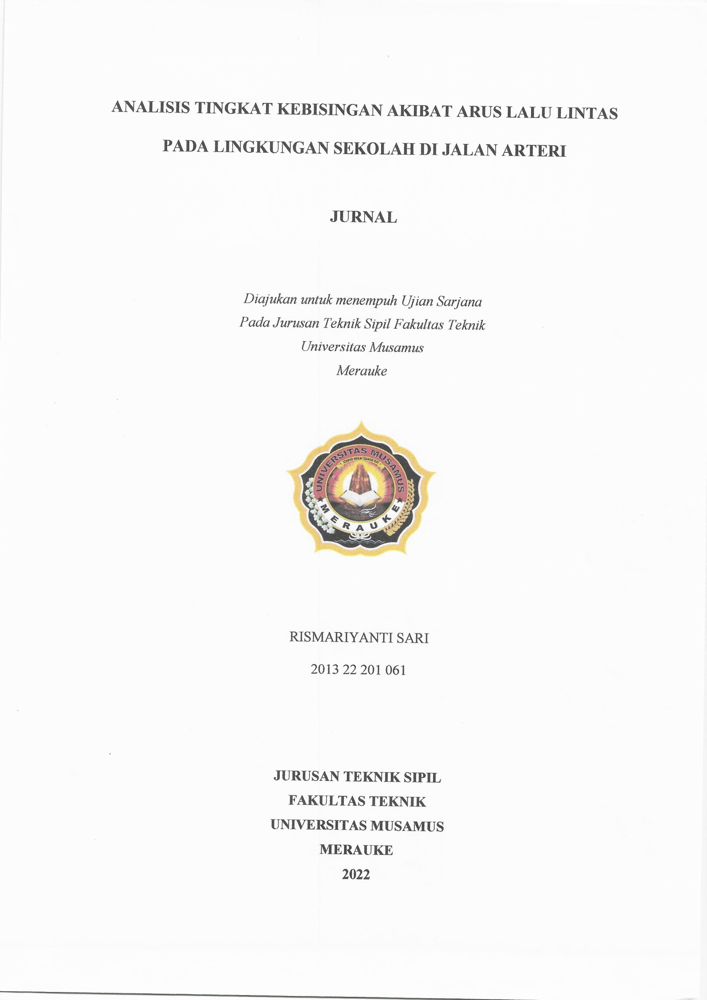 ANALISIS TINGKAT KEBISINGAN AKIBAT ARUS LALU LINTAS
PADA LINGKUNGAN SEKOLAH DI JALAN ARTERI
JURNAL
Diajukan untuk menempuh Ujian Sarjana
Pada Jurusan Teknik Sipil Fakultas Teknik
Universitas Musamus
Merauke
UNIVERSITAS MUSAMUS
IZAKOD BEKAI IZAKOD KAI
MERAUKE
RISMARIYANTI SARI
2013 22 201 061
JURUSAN TEKNIK SIPIL
FAKULTAS TEKNIK
UNIVERSITAS MUSAMUS
MERAUKE
2022